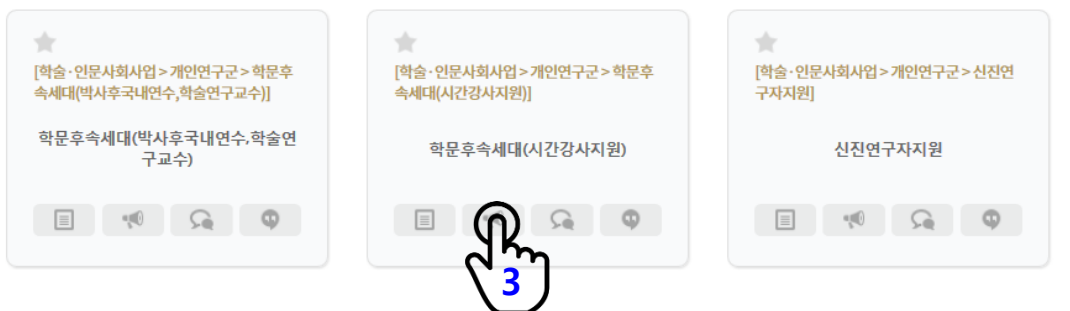 [학술·인문사회사업 > 개인연구군 > 학문후
속세대(박사후국내연수,학술연구교수)]
학문후속세대(박사후국내연수,학술연
구교수)
[학술·인문사회사업 > 개인연구군 > 학문후
속세대(시간강사지원)]
학문후속세대(시간강사지원)
3
[학술·인문사회사업 > 개인연구군 > 신진연
구자지원]
신진연구자지원